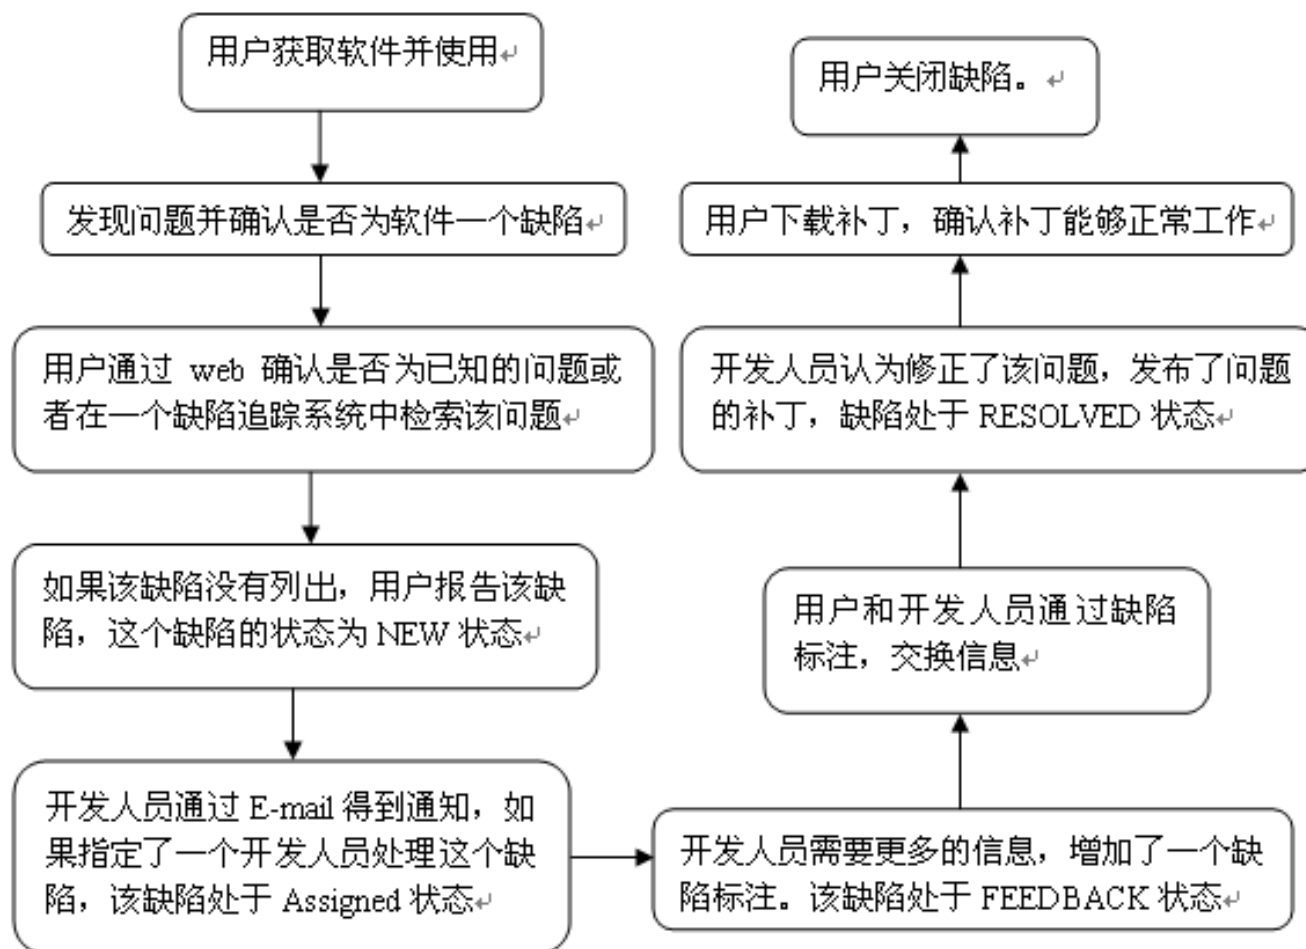 用户获取软件并使用↵
发现问题并确认是否为软件一个缺陷↵
用户通过 web 确认是否为已知的问题或
者在一个缺陷追踪系统中检索该问题↵
如果该缺陷没有列出，用户报告该缺
陷，这个缺陷的状态为 NEW 状态↵
开发人员通过 E-mail 得到通知，如
果指定了一个开发人员处理这个缺
陷，该缺陷处于 Assigned 状态↵
开发人员需要更多的信息，增加了一个缺
陷标注。该缺陷处于 FEEDBACK 状态↵
用户和开发人员通过缺陷
标注，交换信息↵
开发人员认为修正了该问题，发布了问题
的补丁，缺陷处于 RESOLVED 状态↵
用户下载补丁，确认补丁能够正常工作↵
用户关闭缺陷。↵